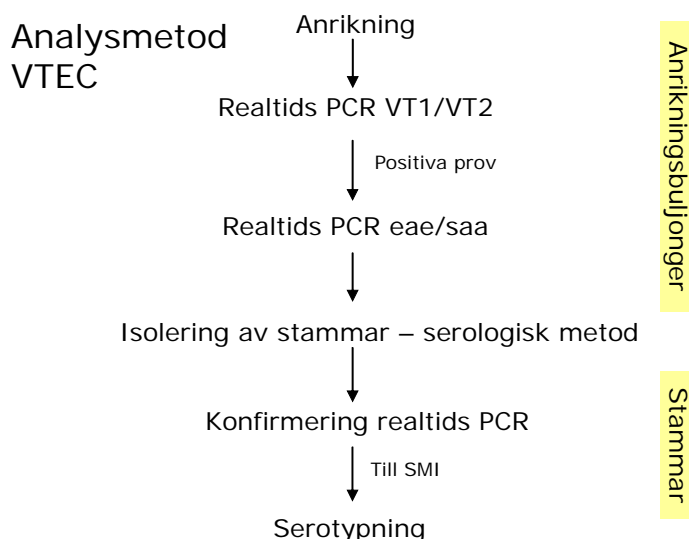 Analysmetod
VTEC
Anrikning
Realtids PCR VT1/VT2
Positiva prov
Realtids PCR eae/saa
Isolering av stammar – serologisk metod
Konfirmering realtids PCR
Till SMI
Serotypning
Anrikningsbuljonger
Stammar